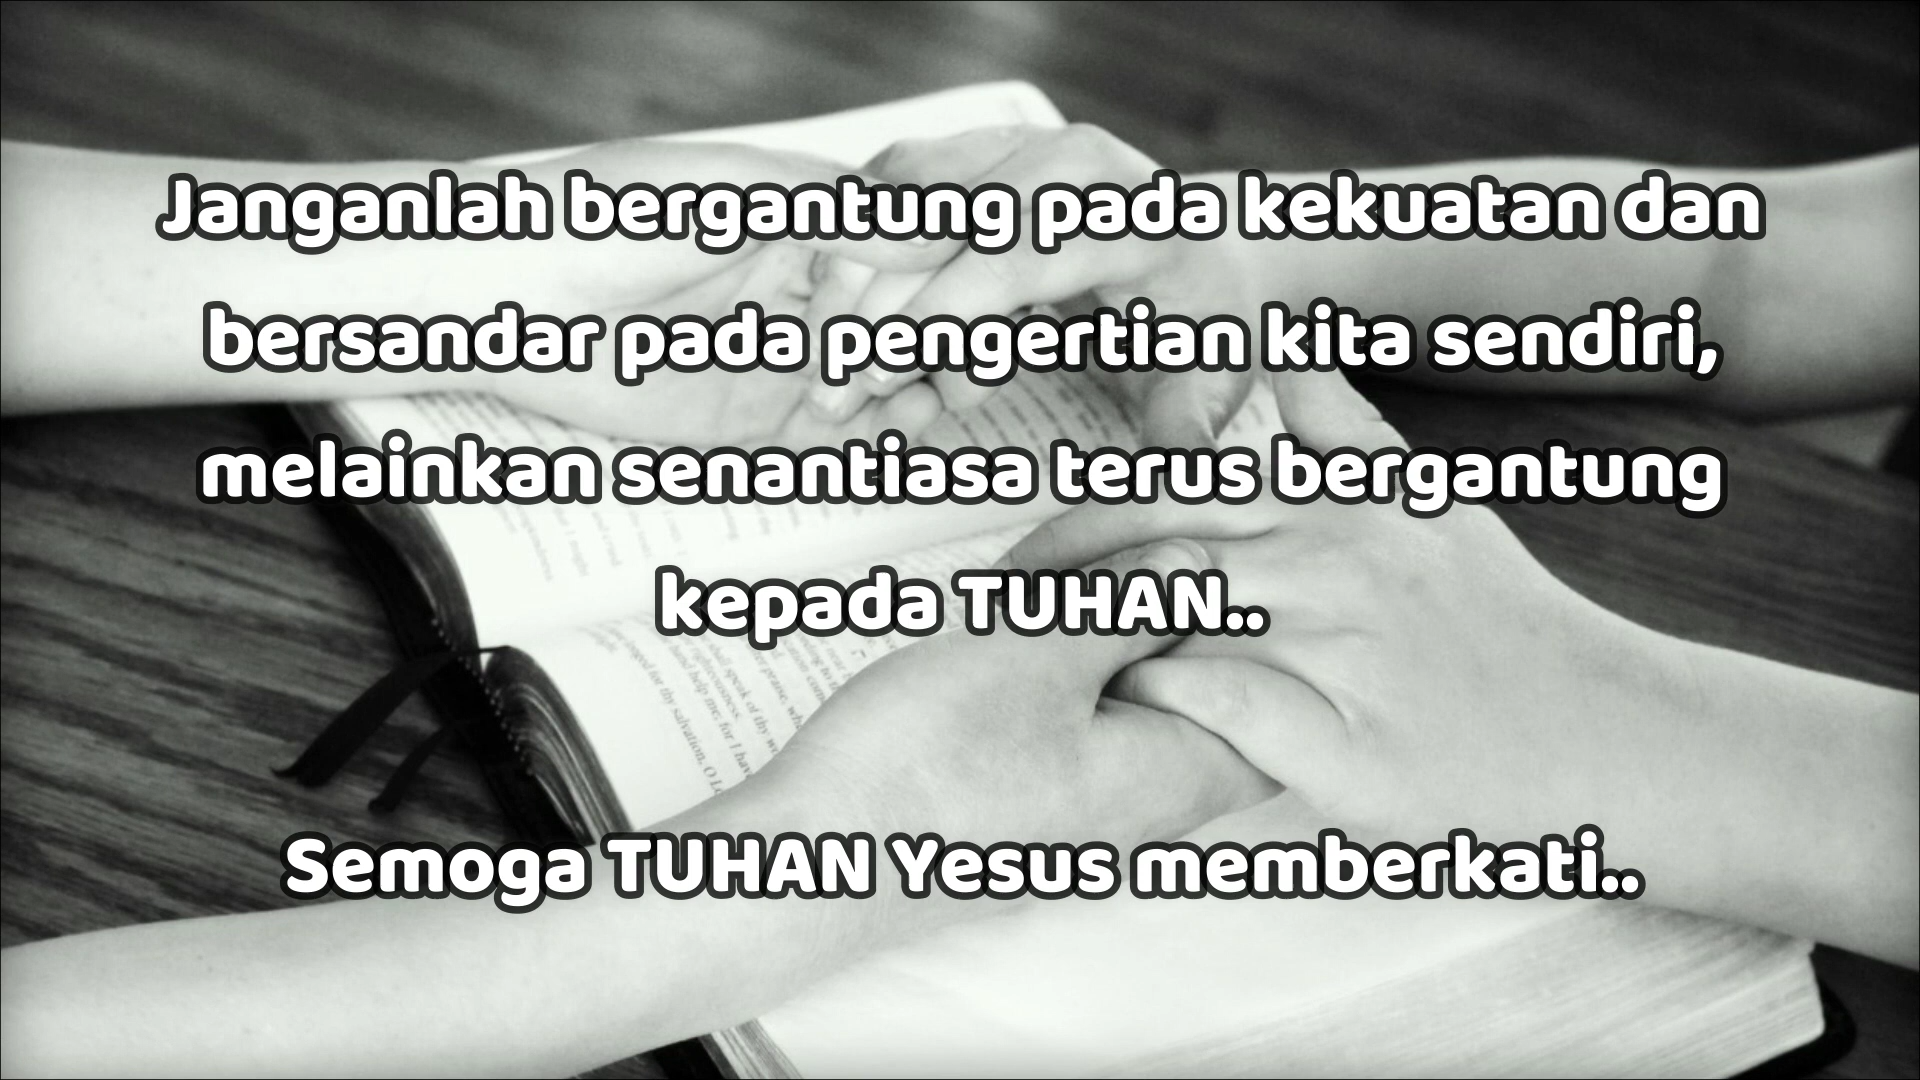 Janganlah bergantung pada kekuatan dan
bersandar pada pengertian kita sendiri,
melainkan senantiasa terus bergantung
kepada TUHAN..
Semoga TUHAN Yesus memberkati..